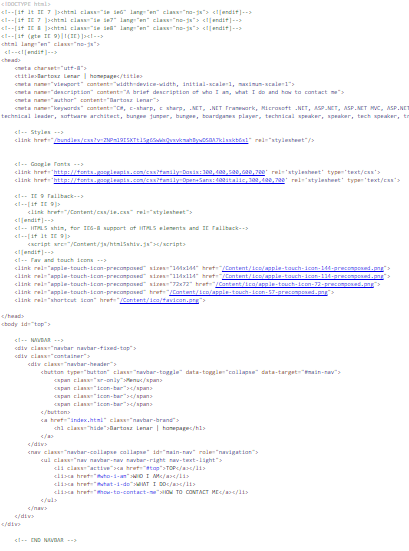 <!DOCTYPE html>
<!--[if lt IE 7 ]><html class="ie ie6" lang="en" class="no-js"> <![endif]-->
<!--[if IE 7 ]><html class="ie ie7" lang="en" class="no-js"> <![endif]-->
<!--[if IE 8 ]><html class="ie ie8" lang="en" class="no-js"> <![endif]-->
<!--[if (gte IE 9)|!(IE)]><!-->
<html lang="en" class="no-js">
<!--<![endif]-->
<head>
<meta charset="utf-8">
<title>Bartosz Lenar | homepage</title>
<meta name="viewport" content="width=device-width, initial-scale=1, maximum-scale=1">
<meta name="description" content="A brief description of who I am, what I do and how to contact me">
<meta name="author" content="Bartosz Lenar">
<meta name="keywords" content="C#, c-sharp, c sharp, .NET, .NET Framework, Microsoft .NET, ASP.NET, ASP.NET MVC, ASP.NET
technical leader, software architect, bungee jumper, bungee, boardgames player, technical speaker, speaker, tech speaker,
<!-- Styles -->
rel="stylesheet"/>
<!-- Google Fonts -->
<link href='http://fonts.googleapis.com/css?family=Dosis:300,400,500,600,700' rel='stylesheet' type='text/css'>
<link href='http://fonts.googleapis.com/css?family=Open+Sans:400italic,300,400,700' rel='stylesheet' type='text/css'>
<!-- IE 9 Fallback-->
<!--[if IE 9]>
<link href="/Content/css/ie.css" rel="stylesheet">
<![endif]-->
<!-- HTML5 shim, for IE6-8 support of HTML5 elements and IE Fallback-->
<!--[if lt IE 9]>
<script src="/Content/js/html5shiv.js"></script>
<![endif]-->
<!-- Fav and touch icons -->
<link rel="apple-touch-icon-precomposed" sizes="144x144" href="/Content/ico/apple-touch-icon-144-precomposed.png">
<link rel="apple-touch-icon-precomposed" sizes="114x114" href="/Content/ico/apple-touch-icon-114-precomposed.png">
<link rel="apple-touch-icon-precomposed" sizes="72x72" href="/Content/ico/apple-touch-icon-72-precomposed.png">
<link rel="apple-touch-icon-precomposed" href="/Content/ico/apple-touch-icon-57-precomposed.png">
<link rel="shortcut icon" href="/Content/ico/favicon.png">
</head>
<body id="top">
<!-- NAVBAR -->
<div class="navbar navbar-fixed-top">
<div class="container">
<div class="navbar-header">
<button type="button" class="navbar-toggle" data-toggle="collapse" data-target="#main-nav">
<span class="sr-only">Menu</span>
<span class="icon-bar"></span>
<span class="icon-bar"></span>
<span class="icon-bar"></span>
</button>
<a href="index.html" class="navbar-brand">
<h1 class="hide">Bartosz Lenar | homepage</h1>
</a>
</div>
<nav class="navbar-collapse collapse" id="main-nav" role="navigation">
<ul class="nav navbar-nav navbar-right nav-text-light">
<li class="active"><a href="#top">TOP</a></li>
<li><a href="#who-i-am">WHO I AM</a></li>
<li><a href="#what-i-do">WHAT I DO</a></li>
<li><a href="#how-to-contact-me">HOW TO CONTACT ME</a></li>
</ul>
</nav>
</div>
</div>
<!-- END NAVBAR -->